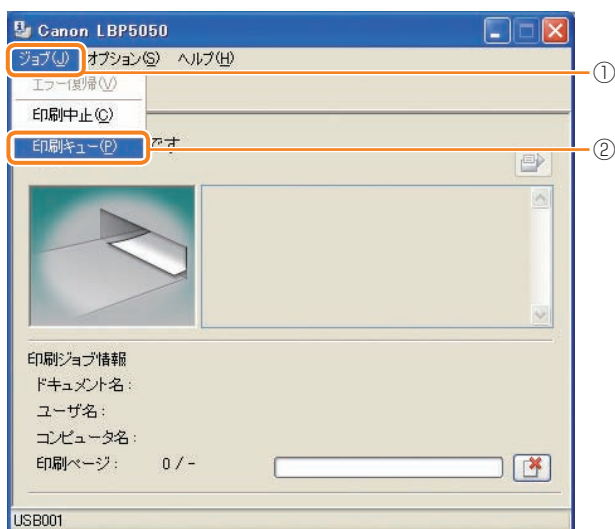 Canon LBP5050
ジョブ(J) オプション(S) ヘルプ(H)
①
エラー復帰(V)
印刷中止(C)
印刷キュー(P) です
②
印刷ジョブ情報
ドキュメント名:
ユーザ名:
コンピュータ名:
印刷ページ: 0 / -
USB001